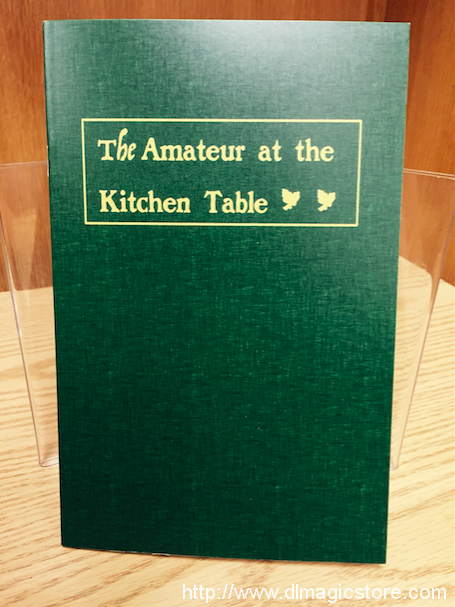 The Amateur at the
Kitchen Table
http://www.dlmagicstore.com